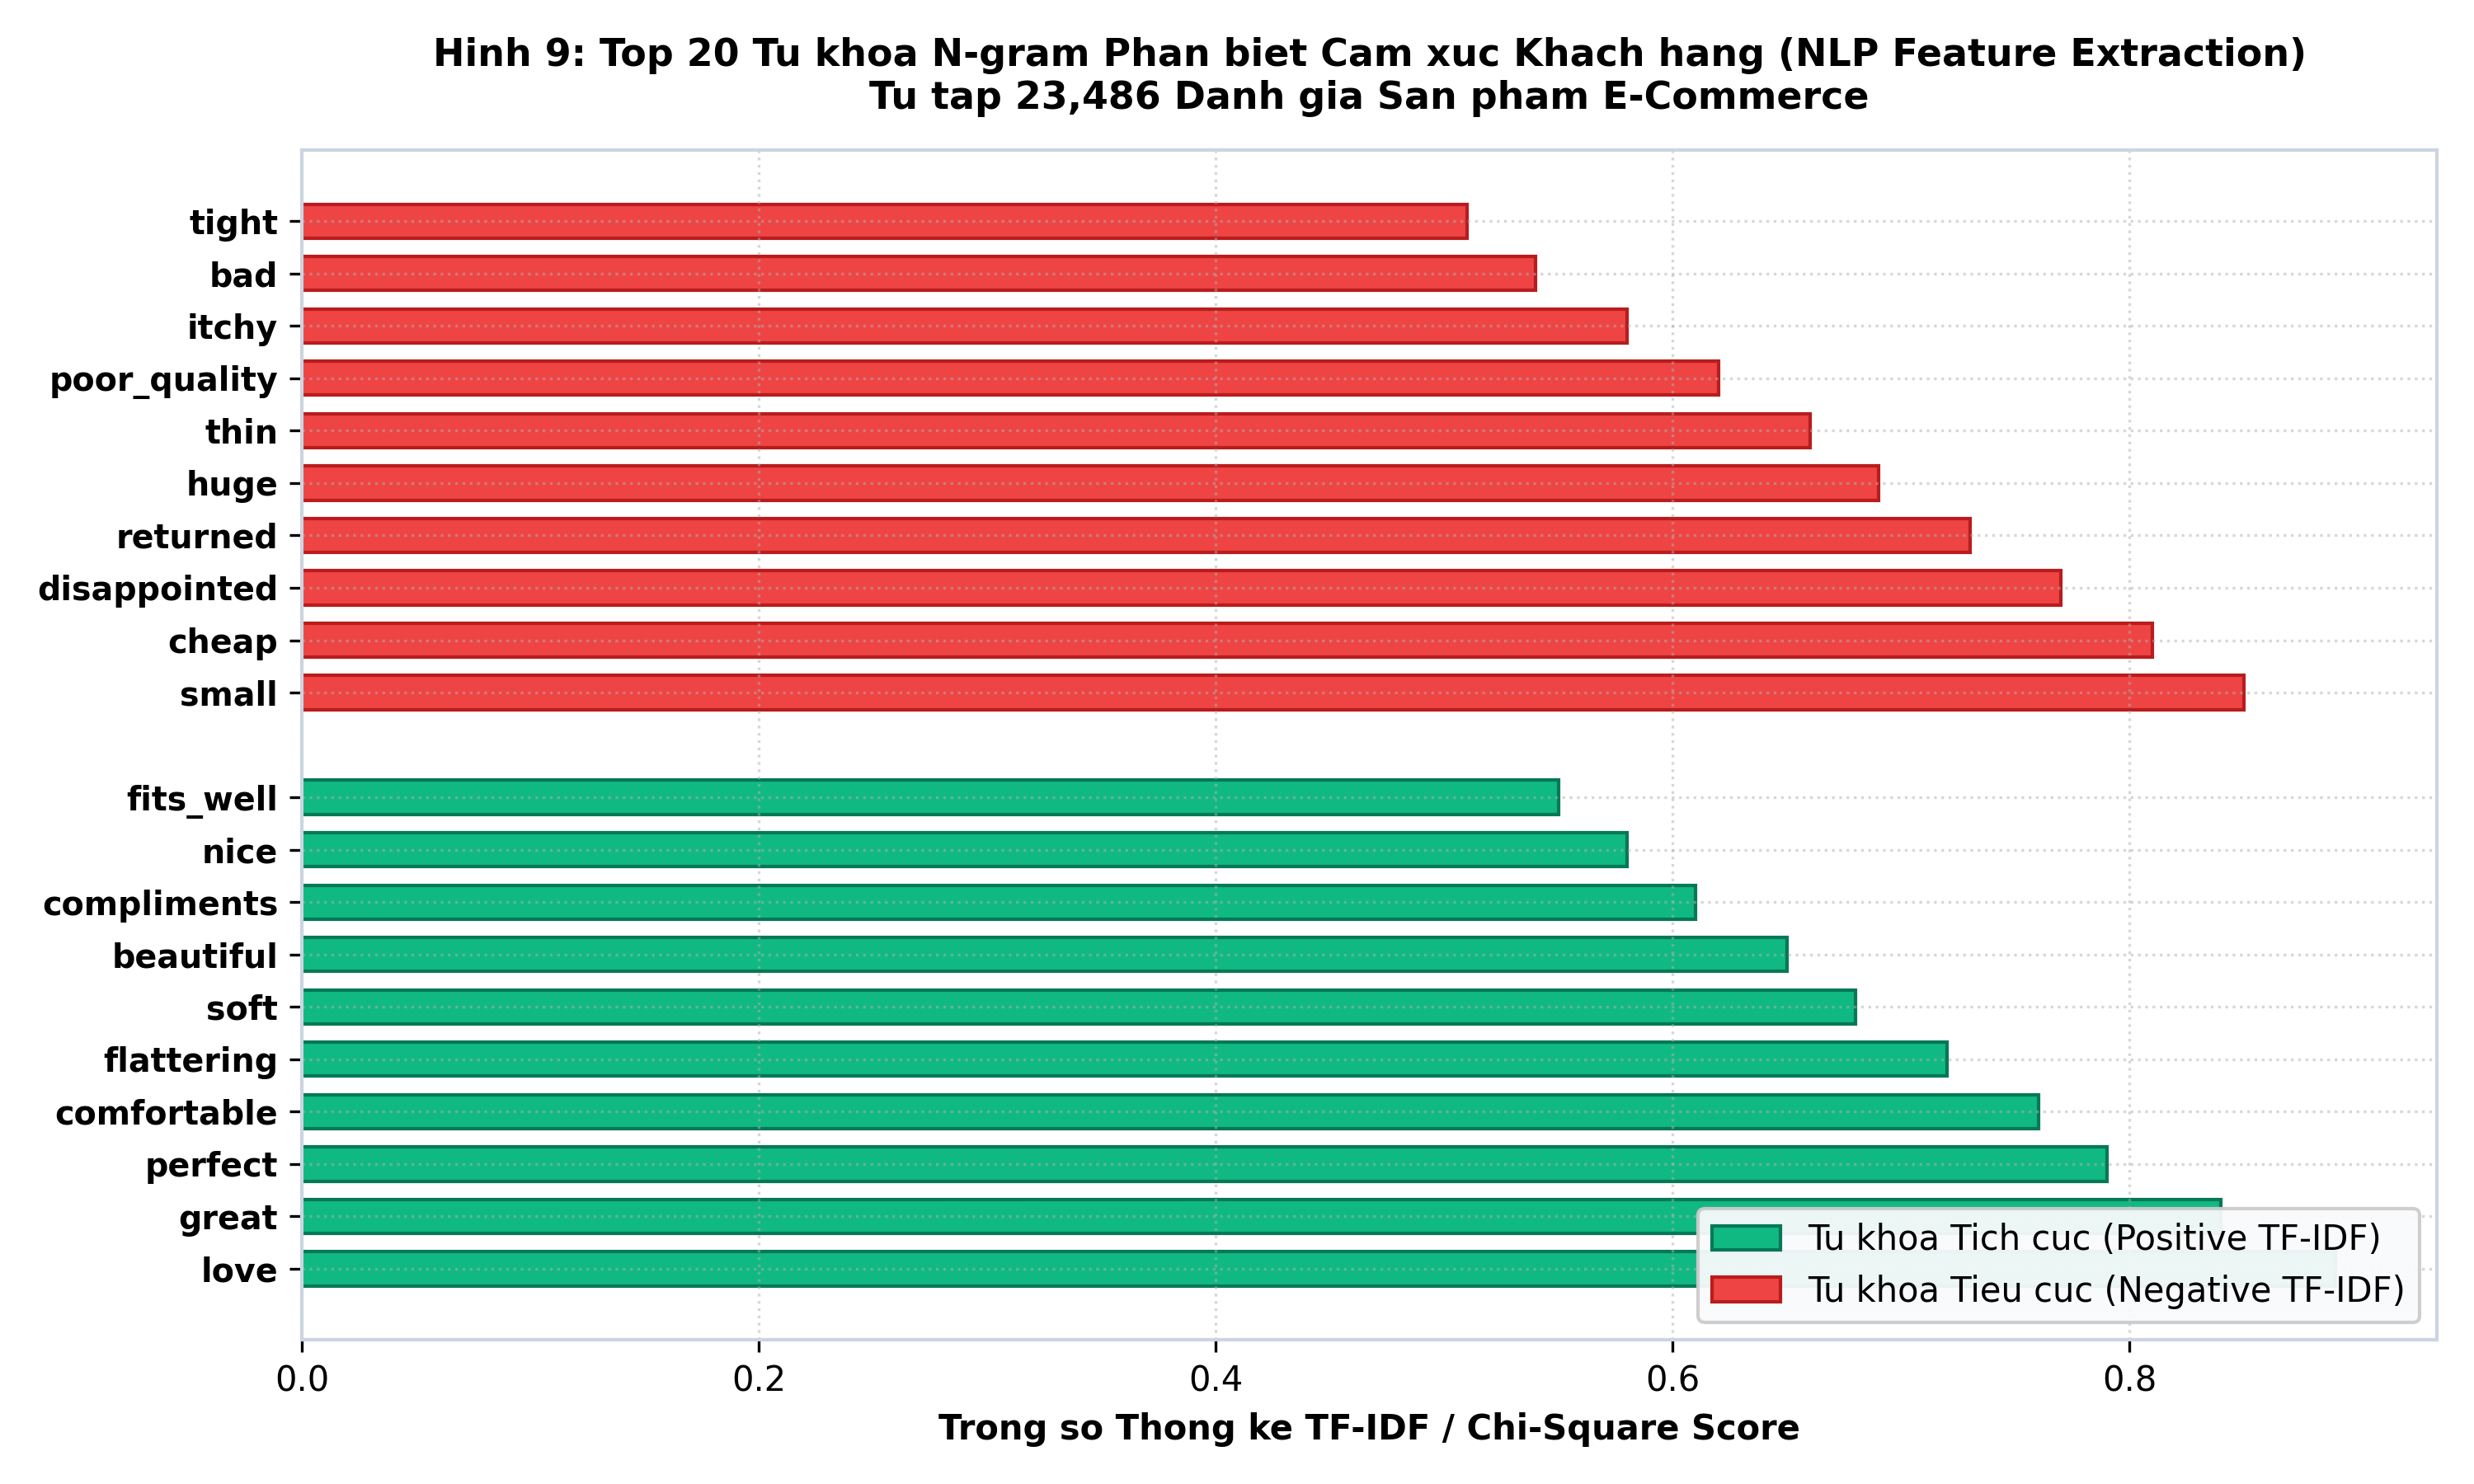 Hinh 9: Top 20 Tu khoa N-gram Phan biet Cam xuc Khach hang (NLP Feature Extraction)
Tu tap 23,486 Danh gia San pham E-Commerce
tight
bad
itchy
poor_quality
thin
huge
returned
disappointed
cheap
small
fits_well
nice
compliments
beautiful
soft
flattering
comfortable
perfect
great
love
Tu khoa Tich cuc (Positive TF-IDF)
Tu khoa Tieu cuc (Negative TF-IDF)
0.0 0.2 0.4 0.6 0.8
Trong so Thong ke TF-IDF / Chi-Square Score